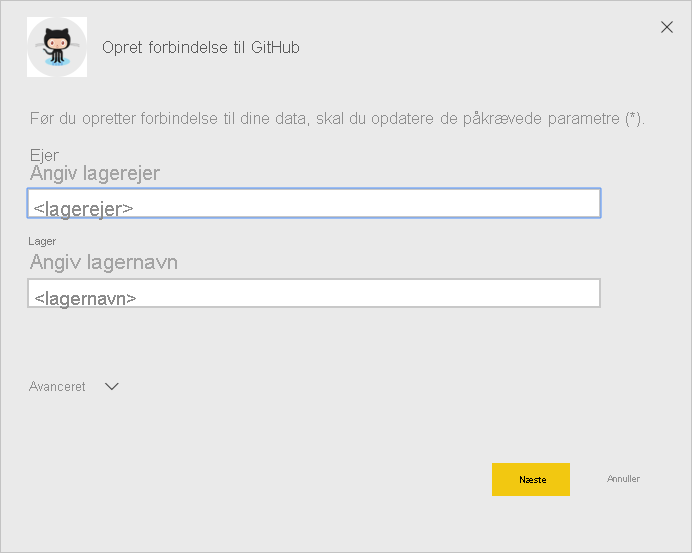 Opret forbindelse til GitHub
Før du opretter forbindelse til dine data, skal du opdatere de påkrævede parametre (*).
Ejer
Angiv lagerejer
<lagerejer>
Lager
Angiv lagernavn
<lagernavn>
Avanceret
Næste
Annuller